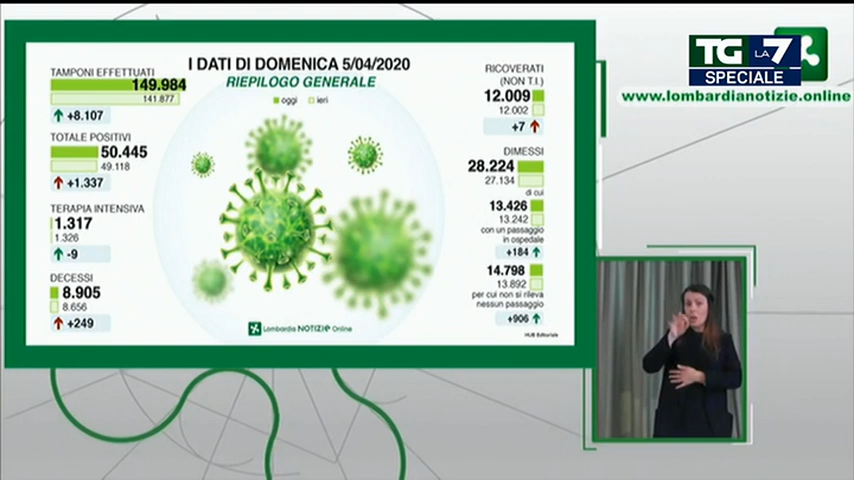 I DATI DI DOMENICA 5/04/2020
RIEPILOGO GENERALE
oggi ieri
TAMPONI EFFETTUATI
149.984
141.877
+8.107
TOTALE POSITIVI
50.445
49.118
+1.337
TERAPIA INTENSIVA
1.317
1.326
-9
DECESSI
8.905
8.656
+249
RICOVERATI
(NON T.I.)
12.009
12.002
+7
DIMESSI
28.224
27.134
di cui
13.426
13.242
con un passaggio
in ospedale
+184
14.798
13.892
per cui non si rileva
nessun passaggio
+906
Lombardia NOTIZIE Online
HUB Editoriale
TG LA 7
SPECIALE
www.lombardianotizie.online